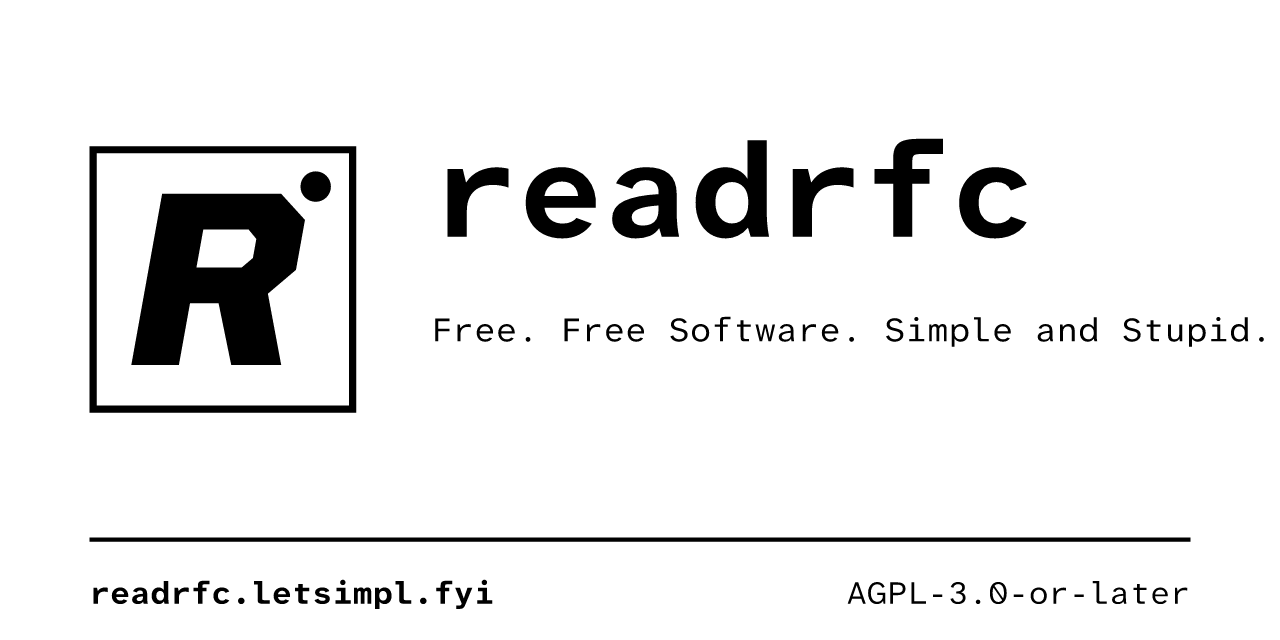 R
readrfc
Free. Free Software. Simple and Stupid.
readrfc.letsimpl.fyi
AGPL-3.0-or-later